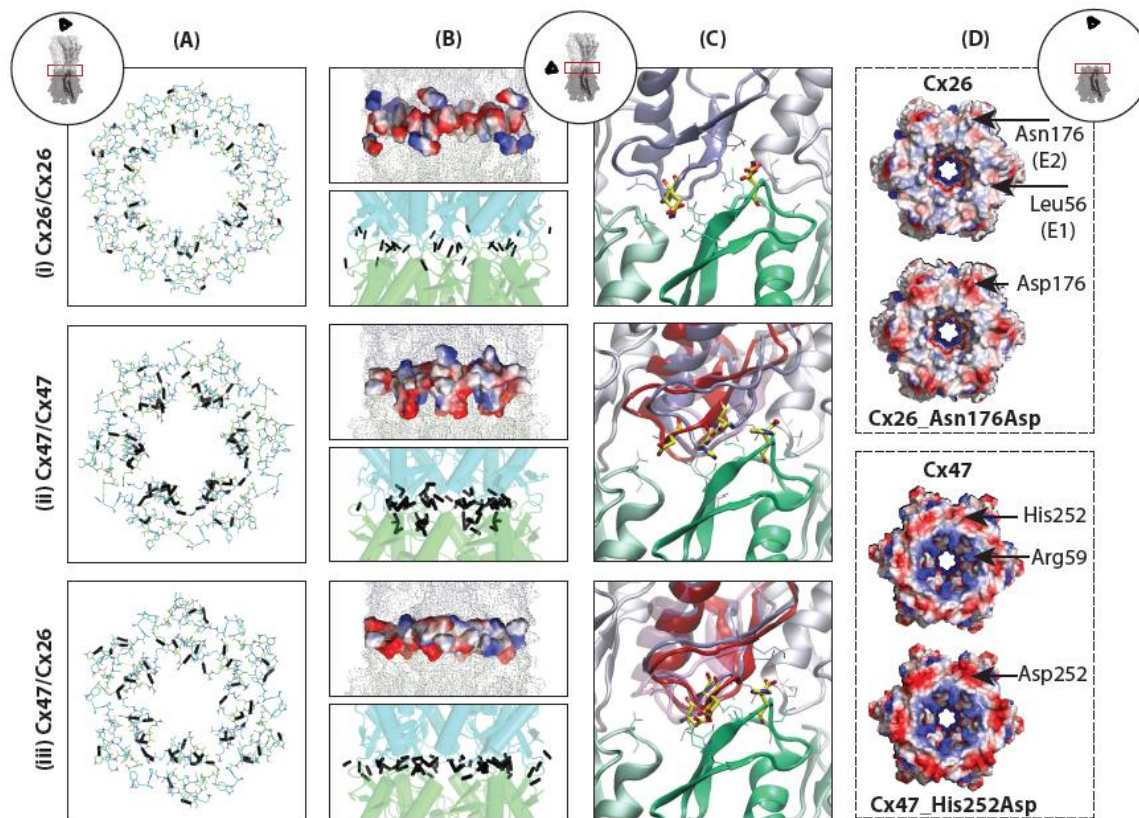 (A)
(B)
(C)
(D)
(i) Cx26/Cx26
(ii) Cx47/Cx47
(iii) Cx47/Cx26
Cx26
Asn176
(E2)
Leu56
(E1)
Asp176
Cx26_Asn176Asp
Cx47
His252
Arg59
Asp252
Cx47_His252Asp